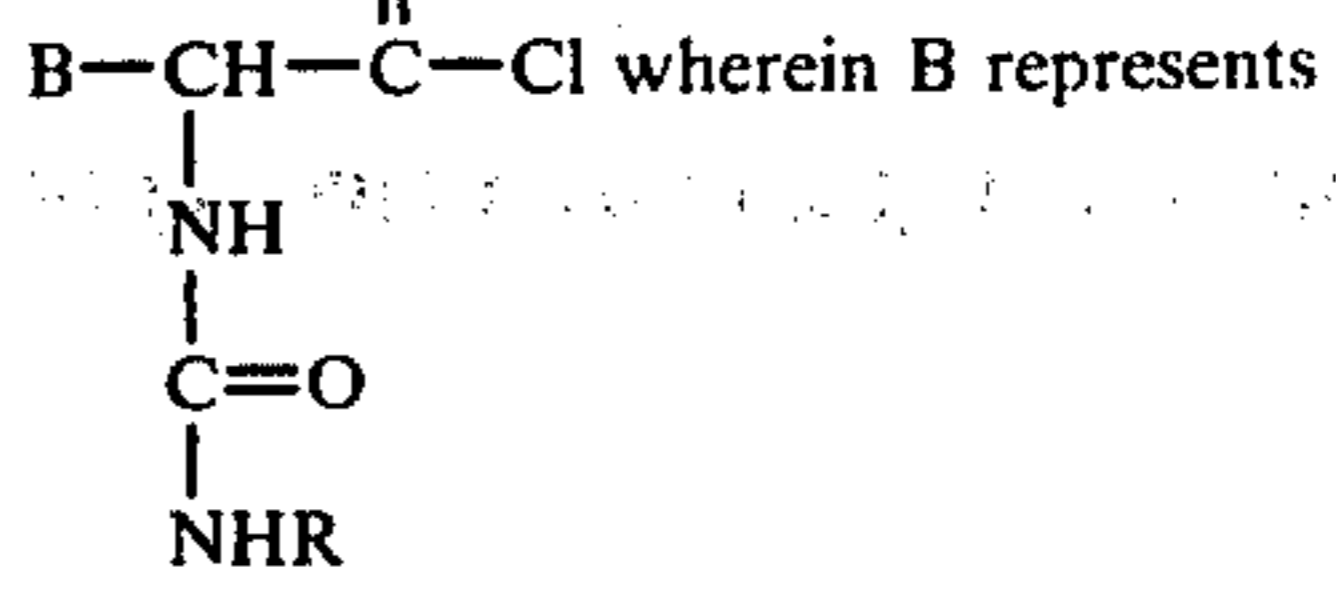 B—CH—C—Cl wherein B represents
NH
C=O
NHR